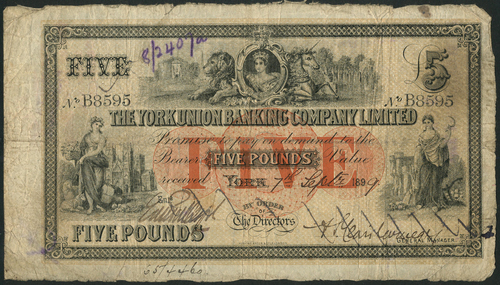 8/2407/a
FIVE £5
No B8595 No B8595
THE YORK UNION BANKING COMPANY LIMITED
Promise to pay on demand to the
Bearer FIVE POUNDS Value
received YORK 7th Septr 1899
FIVE
Entd
BY ORDER
OF
The Directors
FIVE POUNDS
GENERAL MANAGER